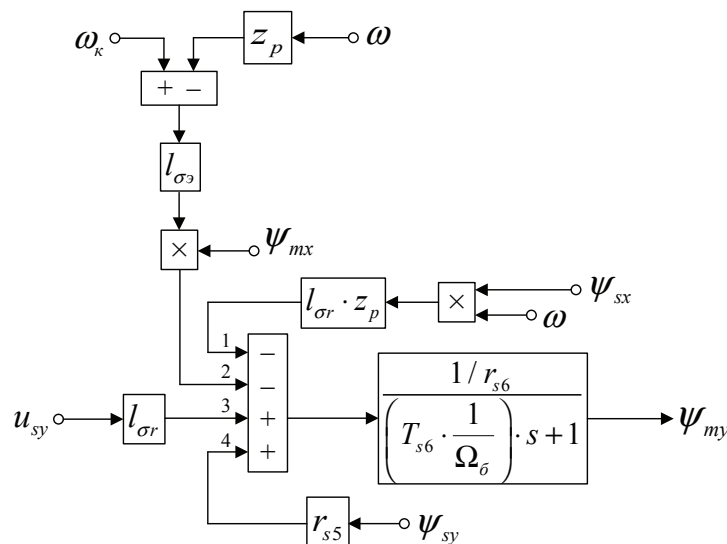 ω_к z_p ω
+ −
l_σэ
× ψ_mx
l_σr · z_p × ψ_sx
ω
1 −
2 −
u_sy l_σr 3 +
4 +
1 / r_s6
(T_s6 · 1/Ω_б) · s + 1
ψ_my
r_s5 ψ_sy